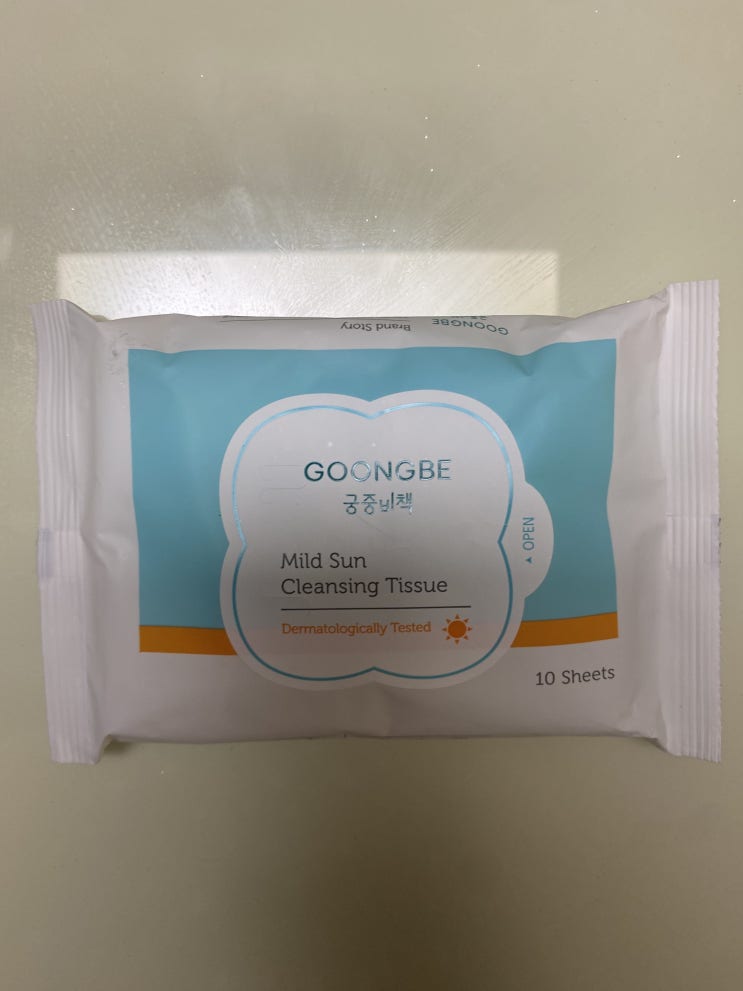 Brand Story
GOONGBE
GOONGBE
궁중비책
Mild Sun
Cleansing Tissue
Dermatologically Tested
OPEN
10 Sheets